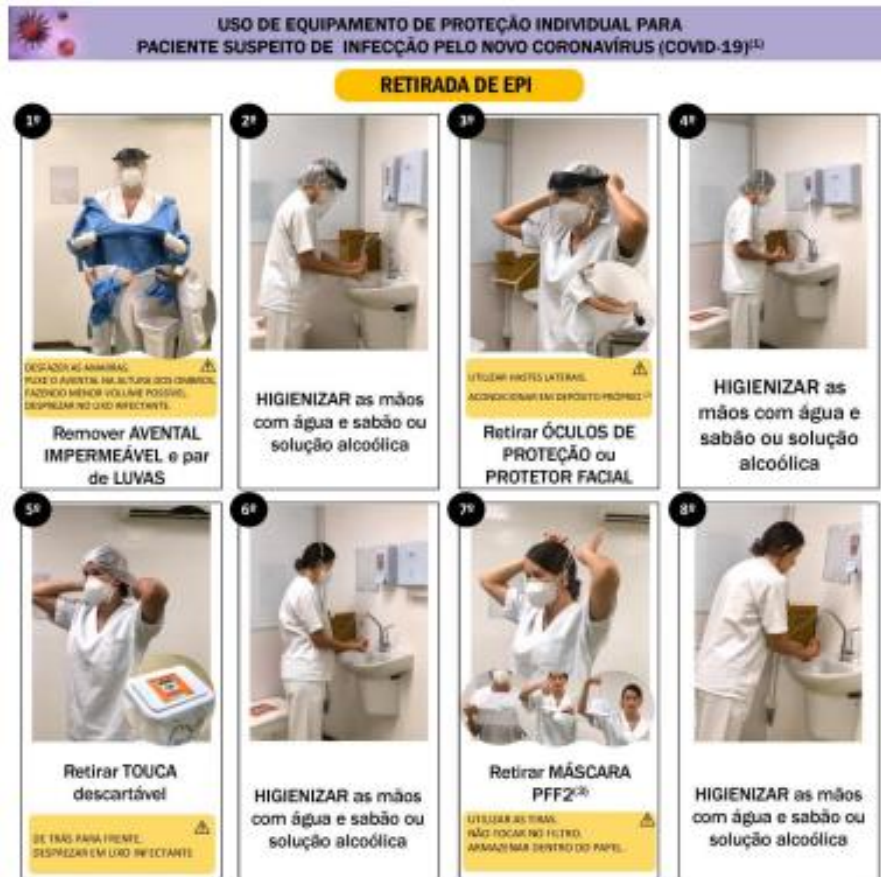 USO DE EQUIPAMENTO DE PROTEÇÃO INDIVIDUAL PARA
PACIENTE SUSPEITO DE INFECÇÃO PELO NOVO CORONAVÍRUS (COVID-19)(1)
RETIRADA DE EPI
1º
DESFAZER AS AMARRAS.
PUXE O AVENTAL NA ALTURA DOS OMBROS,
FAZENDO MENOR VOLUME POSSÍVEL.
DESPREZAR NO LIXO INFECTANTE.
Remover AVENTAL
IMPERMEÁVEL e par
de LUVAS
2º
HIGIENIZAR as mãos
com água e sabão ou
solução alcoólica
3º
UTILIZAR HASTES LATERAIS.
ACONDICIONAR EM DEPÓSITO PRÓPRIO.(2)
Retirar ÓCULOS DE
PROTEÇÃO ou
PROTETOR FACIAL
4º
HIGIENIZAR as
mãos com água e
sabão ou solução
alcoólica
5º
Retirar TOUCA
descartável
DE TRÁS PARA FRENTE.
DESPREZAR EM LIXO INFECTANTE
6º
HIGIENIZAR as mãos
com água e sabão ou
solução alcoólica
7º
Retirar MÁSCARA
PFF2(3)
UTILIZAR AS TIRAS.
NÃO TOCAR NO FILTRO.
ARMAZENAR DENTRO DO PAPEL.
8º
HIGIENIZAR as mãos
com água e sabão ou
solução alcoólica